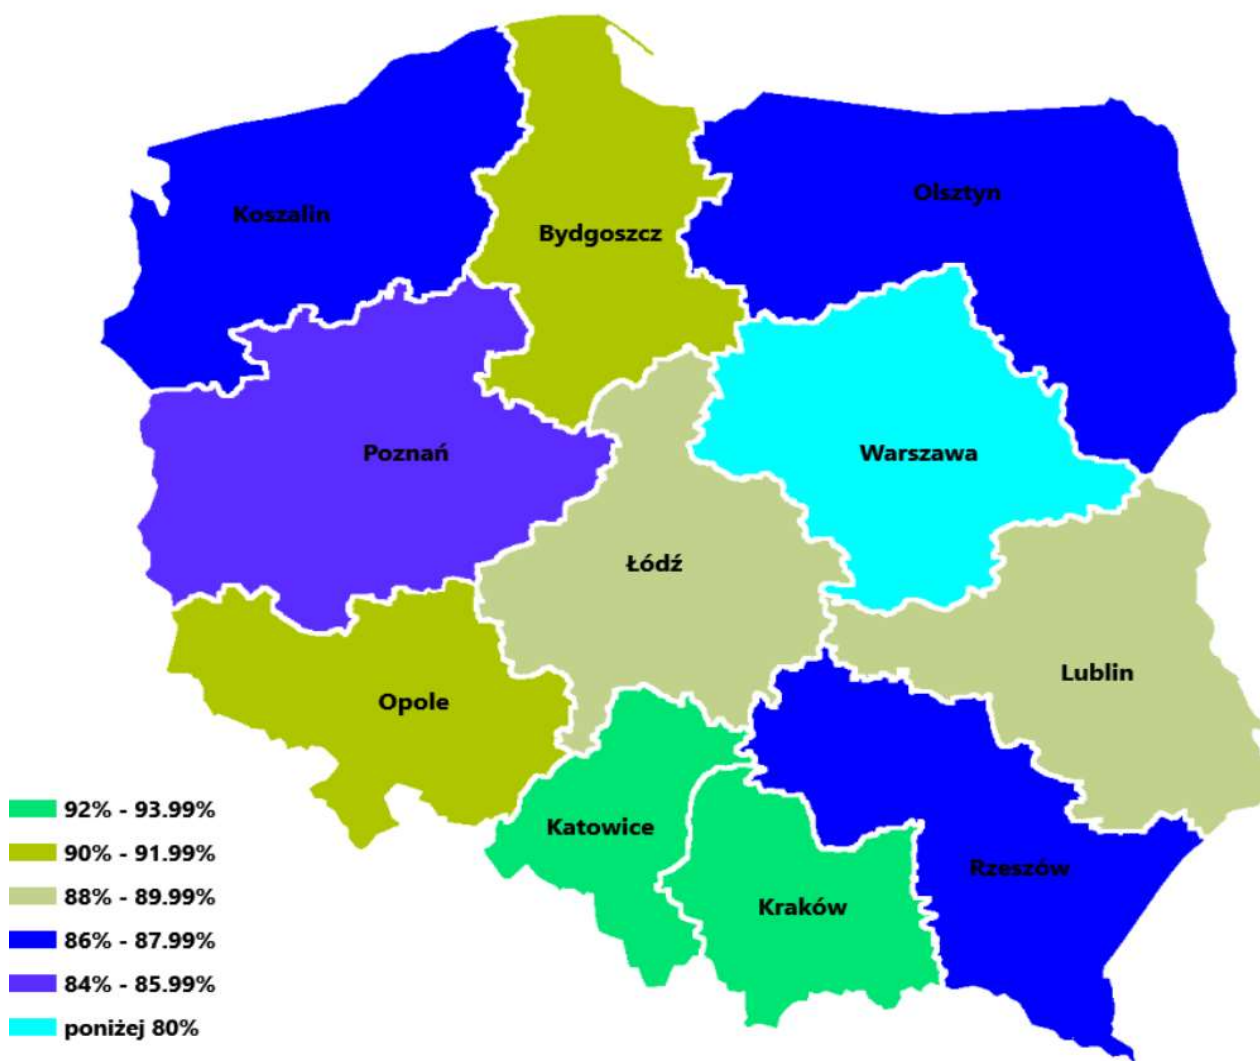 Olsztyn
Koszalin
Bydgoszcz
Poznań
Warszawa
Łódź
Lublin
Opole
Katowice
Rzeszów
Kraków
92% - 93.99%
90% - 91.99%
88% - 89.99%
86% - 87.99%
84% - 85.99%
poniżej 80%